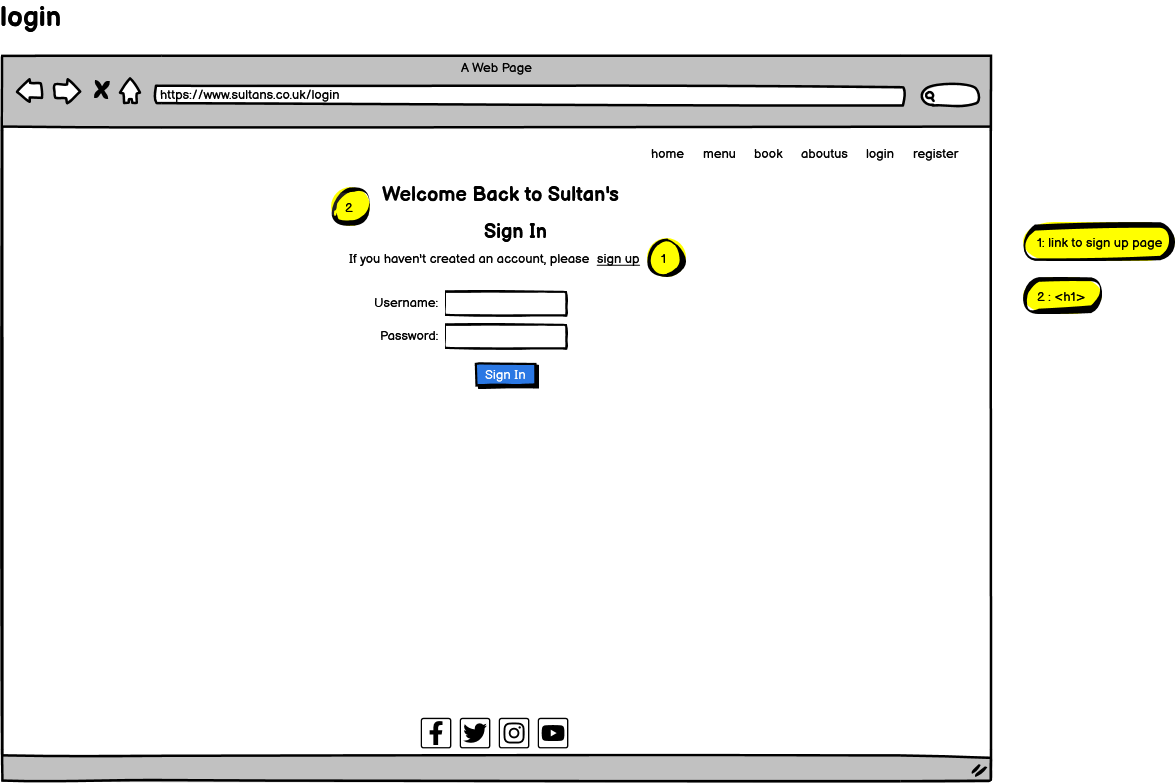 login
A Web Page
https://www.sultans.co.uk/login
home menu book aboutus login register
2 Welcome Back to Sultan's
Sign In
If you haven't created an account, please sign up 1
Username:
Password:
Sign In
1: link to sign up page
2 : <h1>